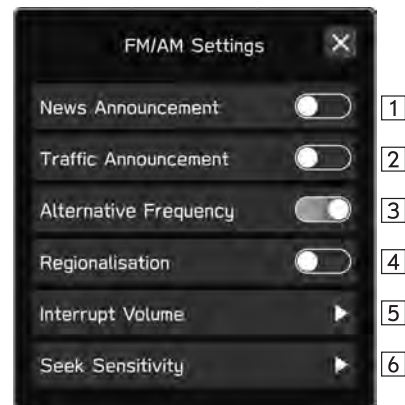 FM/AM Settings
News Announcement 1
Traffic Announcement 2
Alternative Frequency 3
Regionalisation 4
Interrupt Volume 5
Seek Sensitivity 6